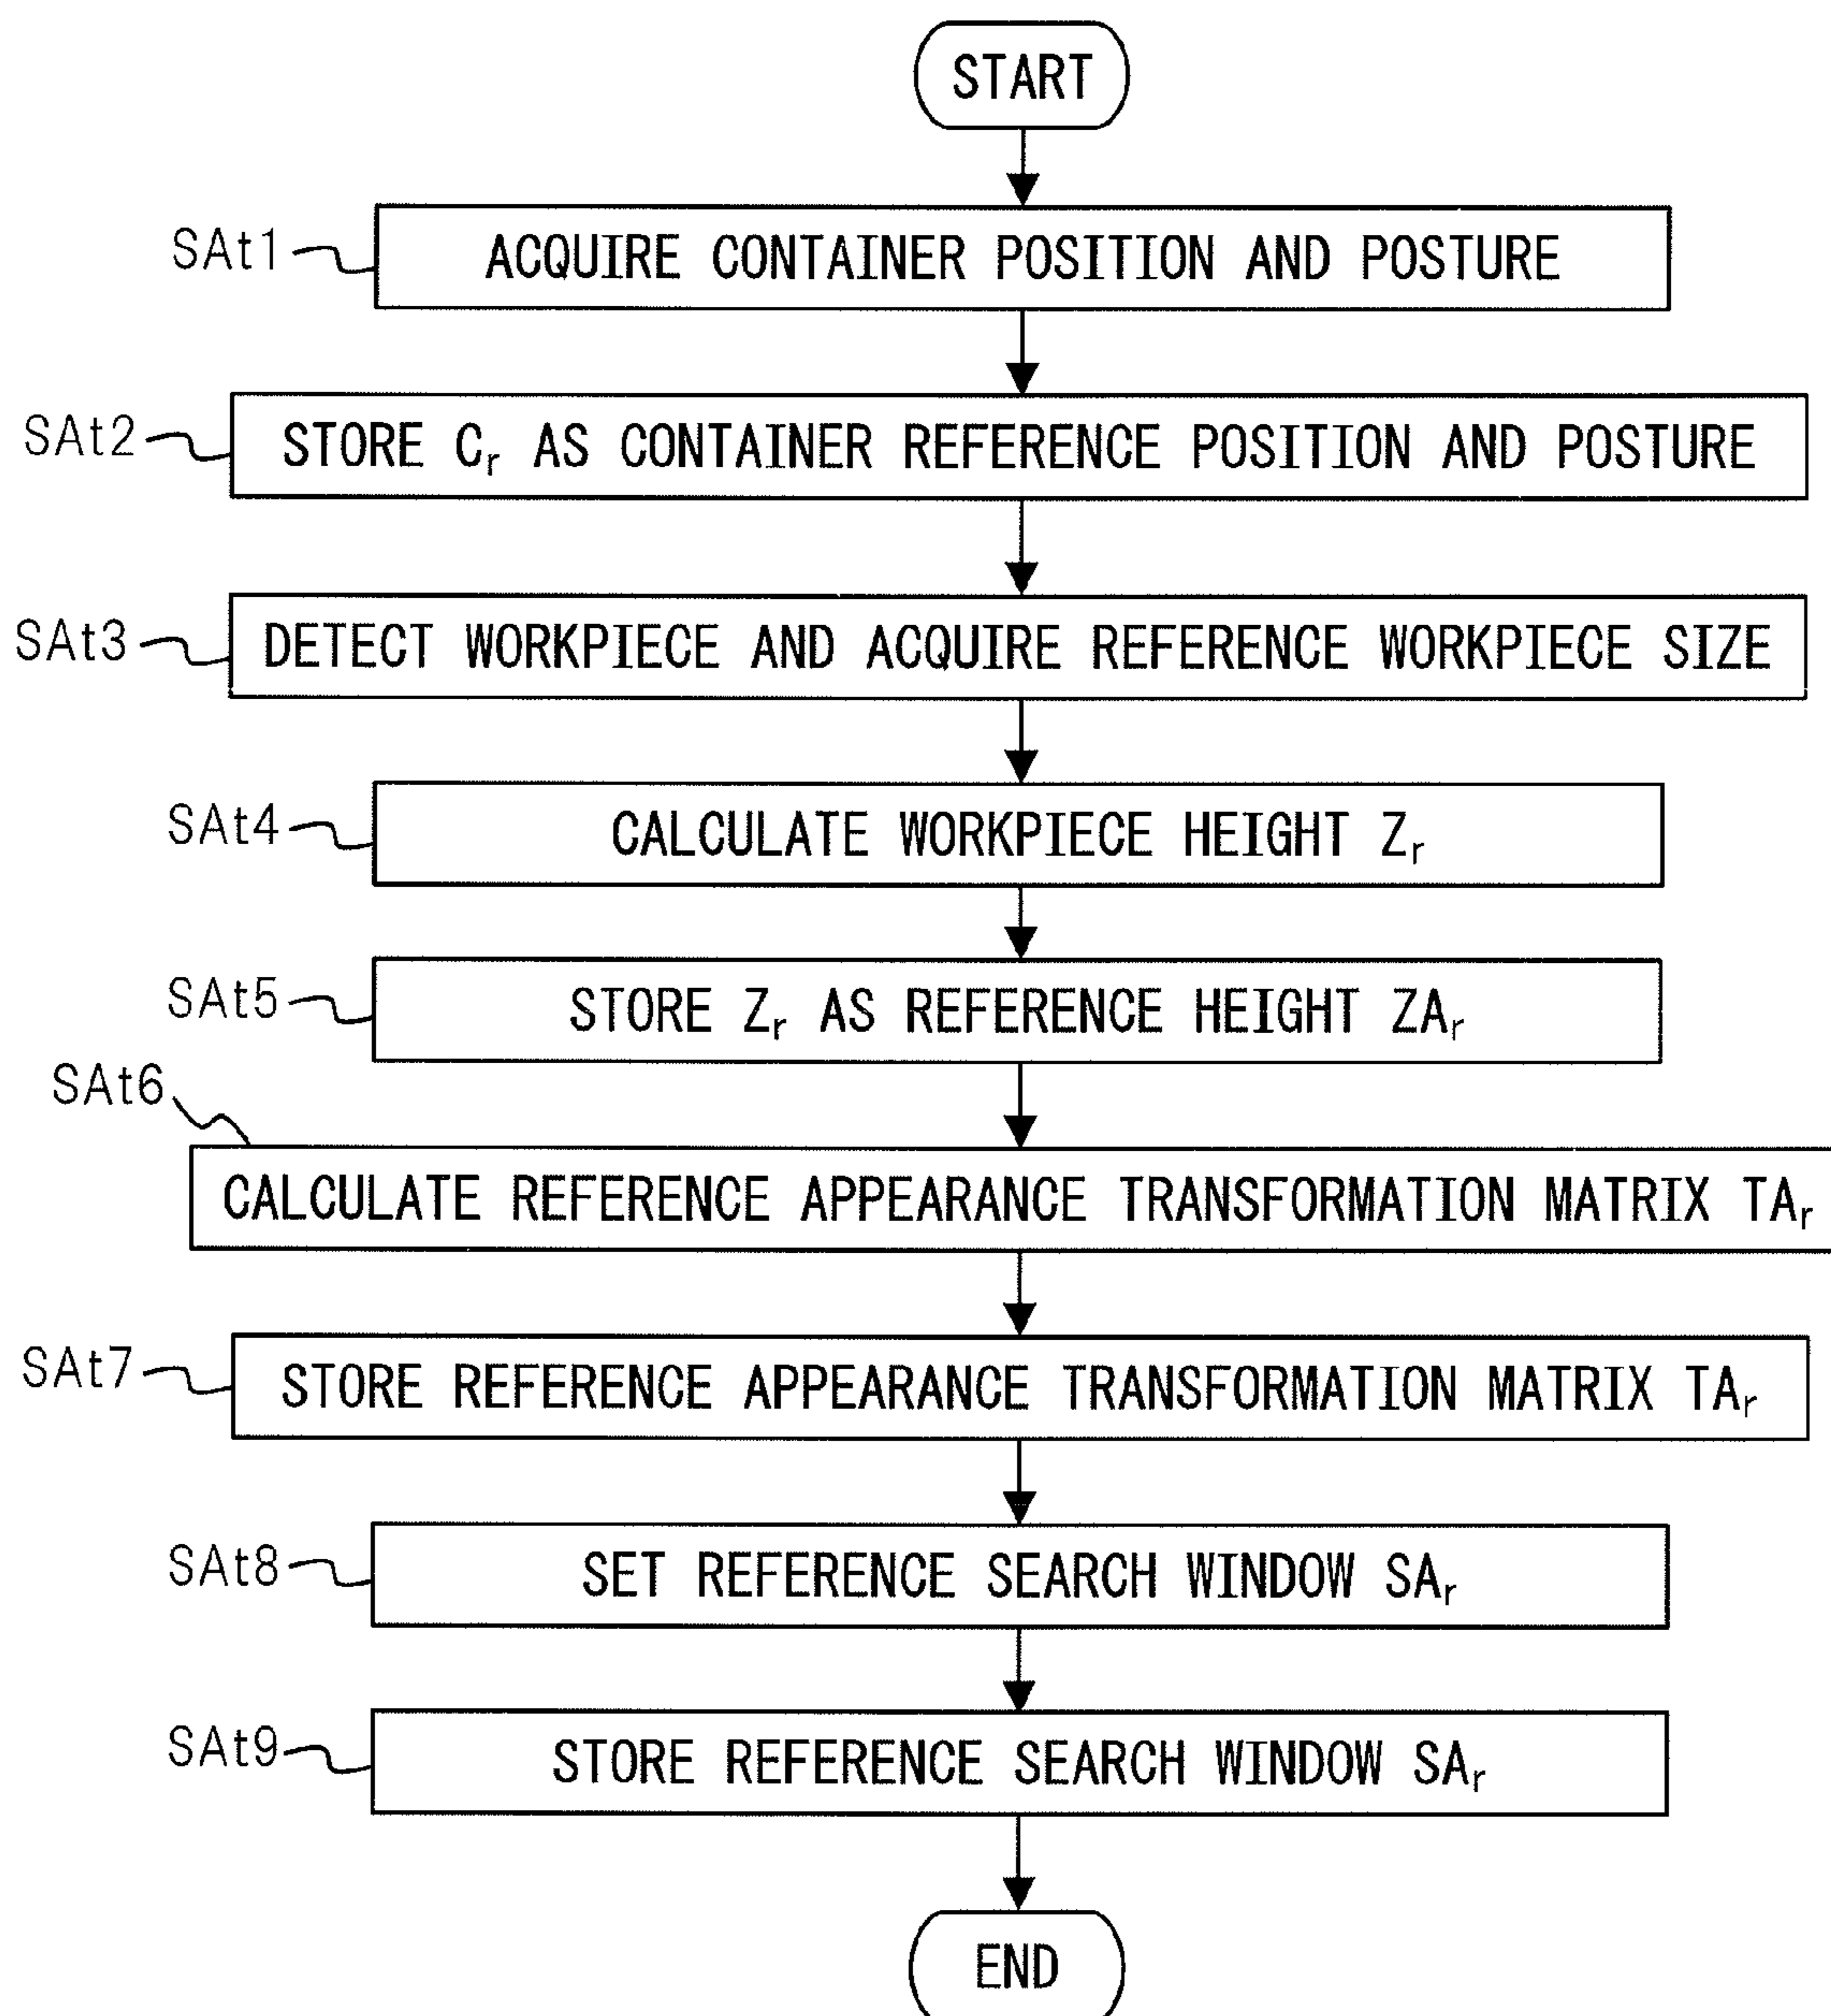 START
SAt1 ACQUIRE CONTAINER POSITION AND POSTURE
SAt2 STORE Cr AS CONTAINER REFERENCE POSITION AND POSTURE
SAt3 DETECT WORKPIECE AND ACQUIRE REFERENCE WORKPIECE SIZE
SAt4 CALCULATE WORKPIECE HEIGHT Zr
SAt5 STORE Zr AS REFERENCE HEIGHT ZAr
SAt6
CALCULATE REFERENCE APPEARANCE TRANSFORMATION MATRIX TAr
SAt7 STORE REFERENCE APPEARANCE TRANSFORMATION MATRIX TAr
SAt8 SET REFERENCE SEARCH WINDOW SAr
SAt9 STORE REFERENCE SEARCH WINDOW SAr
END